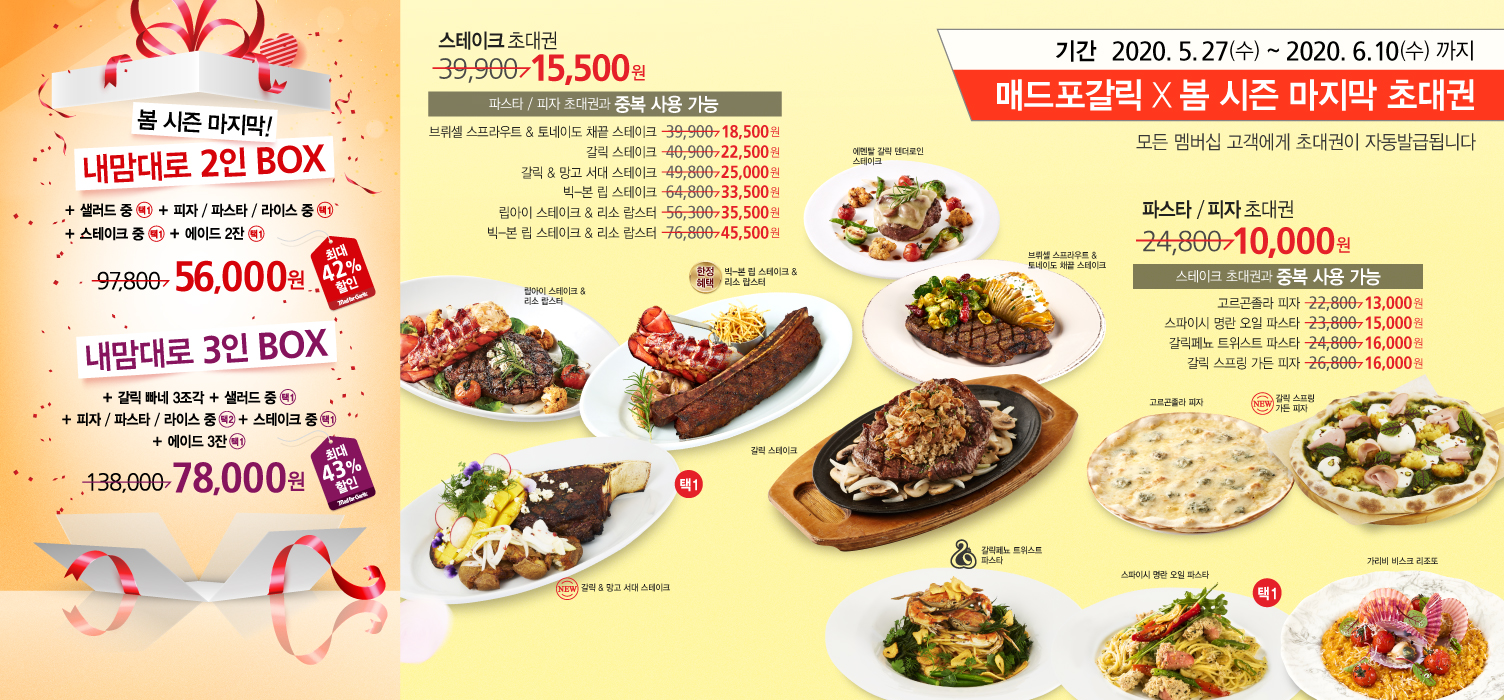 봄 시즌 마지막!
내맘대로 2인 BOX
+ 샐러드 중 택1 + 피자 / 파스타 / 라이스 중 택1
+ 스테이크 중 택1 + 에이드 2잔 택1
97,800 56,000원
최대
42%
할인
Mad for Garlic
내맘대로 3인 BOX
+ 갈릭 빠네 3조각 + 샐러드 중 택1
+ 피자 / 파스타 / 라이스 중 택2 + 스테이크 중 택1
+ 에이드 3잔 택1
138,000 78,000원
최대
43%
할인
Mad for Garlic
스테이크 초대권
39,900 15,500원
파스타 / 피자 초대권과 중복 사용 가능
브뤼셀 스프라우트 & 토네이도 채끝 스테이크 39,900 18,500원
갈릭 스테이크 40,900 22,500원
갈릭 & 망고 서대 스테이크 49,800 25,000원
빅-본 립 스테이크 64,800 33,500원
립아이 스테이크 & 리소 랍스터 56,300 35,500원
빅-본 립 스테이크 & 리소 랍스터 76,800 45,500원
기간 2020. 5. 27(수) ~ 2020. 6.10(수) 까지
매드포갈릭 X 봄 시즌 마지막 초대권
모든 멤버십 고객에게 초대권이 자동발급됩니다
파스타 / 피자 초대권
24,800 10,000원
스테이크 초대권과 중복 사용 가능
고르곤졸라 피자 22,800 13,000원
스파이시 명란 오일 파스타 23,800 15,000원
갈릭페뇨 트위스트 파스타 24,800 16,000원
갈릭 스프링 가든 피자 26,800 16,000원
에멘탈 갈릭 텐더로인
스테이크
브뤼셀 스프라우트 &
토네이도 채끝 스테이크
한정
혜택
빅-본 립 스테이크 &
리소 랍스터
립아이 스테이크 &
리소 랍스터
갈릭 스테이크
택1
NEW 갈릭 & 망고 서대 스테이크
고르곤졸라 피자
NEW
갈릭 스프링
가든 피자
갈릭페뇨 트위스트
파스타
스파이시 명란 오일 파스타
택1
가리비 비스크 리조또